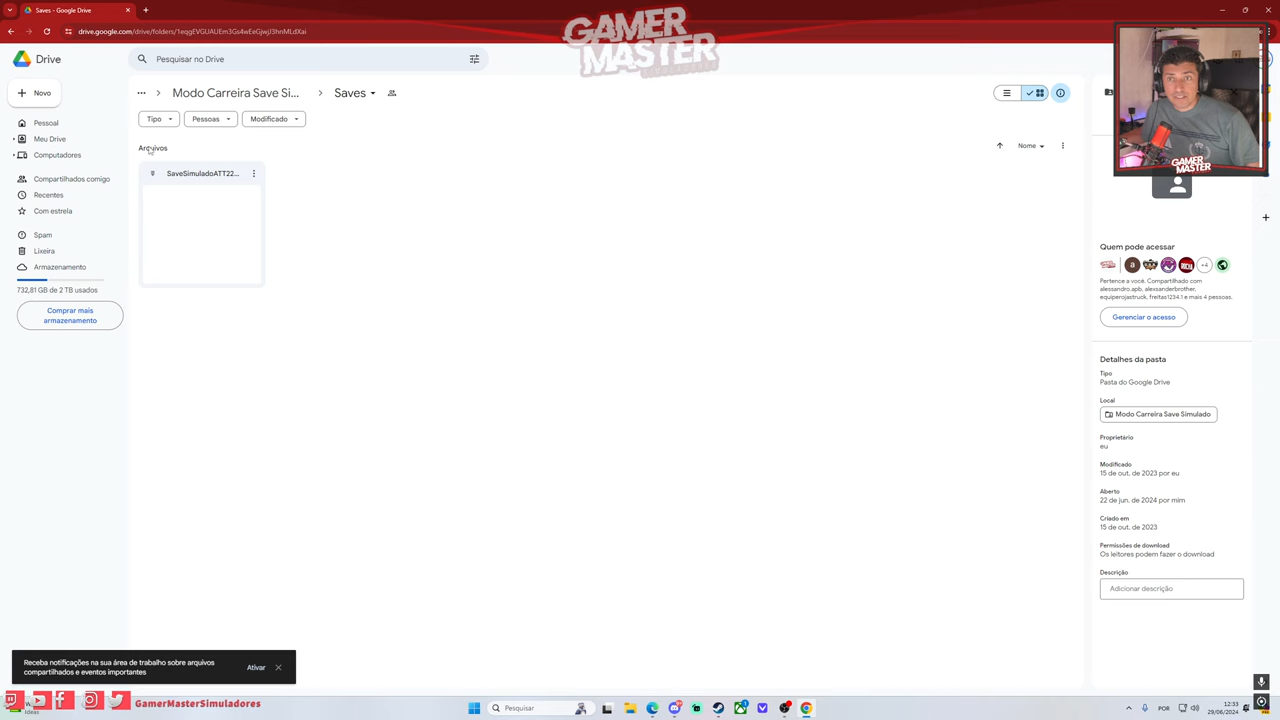 Saves - Google Drive
drive.google.com/drive/folders/1eqgEVGUAUEm3Gs4wEeGjwjJ3hnMLdXai
GAMER
MASTER
SIMULADORES
Drive
Pesquisar no Drive
Novo
Modo Carreira Save Si...
Saves
Tipo
Pessoas
Modificado
Pessoal
Meu Drive
Computadores
Compartilhados comigo
Recentes
Com estrela
Spam
Lixeira
Armazenamento
732,81 GB de 2 TB usados
Comprar mais
armazenamento
Arquivos
Nome
SaveSimuladoATT22...
GAMER
MASTER
Quem pode acessar
a
+4
Pertence a você. Compartilhado com
alessandro.apb, alexsanderbrother,
equiperojastruck, freitas1234.1 e mais 4 pessoas.
Gerenciar o acesso
Detalhes da pasta
Tipo
Pasta do Google Drive
Local
Modo Carreira Save Simulado
Proprietário
eu
Modificado
15 de out. de 2023 por eu
Aberto
22 de jun. de 2024 por mim
Criado em
15 de out. de 2023
Permissões de download
Os leitores podem fazer o download
Descrição
Adicionar descrição
Receba notificações na sua área de trabalho sobre arquivos
compartilhados e eventos importantes
Ativar
GamerMasterSimuladores
Ideas
Pesquisar
POR
12:33
29/06/2024